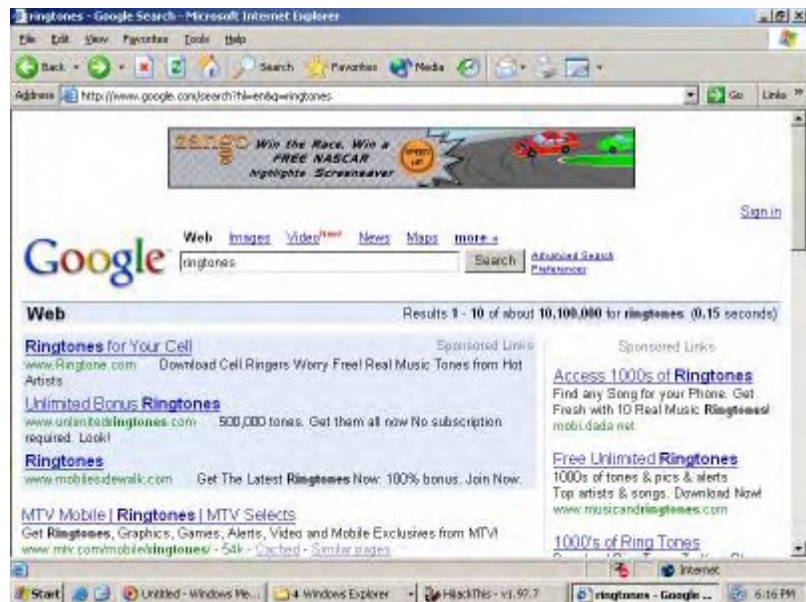 ringtones - Google Search - Microsoft Internet Explorer
File Edit View Favorites Tools Help
Back Search Favorites Media
Address http://www.google.com/search?hl=en&q=ringtones Go Links »
zango Win the Race, Win a
FREE NASCAR
highlights Screensaver
Sign in
Google
Web Images Video New! News Maps more »
ringtones Search Advanced Search
Preferences
Web Results 1 - 10 of about 10,100,000 for ringtones. (0.15 seconds)
Ringtones for Your Cell Sponsored Links
www.Ringtone.com Download Cell Ringers Worry Free! Real Music Tones from Hot
Artists
Unlimited Bonus Ringtones
www.unlimitedringtones.com 500,000 tones. Get them all now No subscription
required. Look!
Ringtones
www.mobilesidewalk.com Get The Latest Ringtones Now. 100% bonus. Join Now.
MTV Mobile | Ringtones | MTV Selects
Get Ringtones, Graphics, Games, Alerts, Video and Mobile Exclusives from MTV!
www.mtv.com/mobile/ringtones/ - 54k - Cached - Similar pages
Sponsored Links
Access 1000s of Ringtones
Find any Song for your Phone. Get
Fresh with 10 Real Music Ringtones!
mobi.dada.net
Free Unlimited Ringtones
1000s of tones & pics & alerts
Top artists & songs. Download Now!
www.musicandringtones.com
1000's of Ring Tones
Internet
Start Untitled - Windows Me... 4 Windows Explorer HijackThis - v1.97.7 ringtones - Google ... 6:16 PM